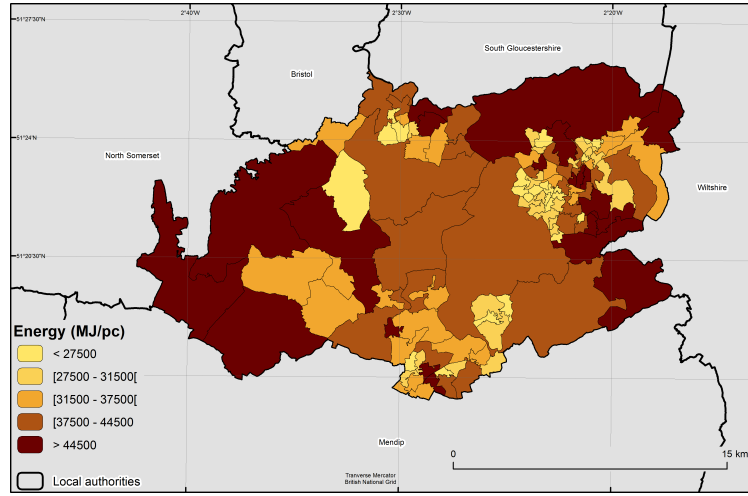 2°40'W
2°30'W
2°20'W
51°27'30"N
South Gloucestershire
Bristol
51°24'N
North Somerset
Wiltshire
51°20'30"N
Energy (MJ/pc)
< 27500
[27500 - 31500[
[31500 - 37500[
[37500 - 44500
> 44500
Local authorities
Mendip
Tranverse Mercator
British National Grid
0
15 km